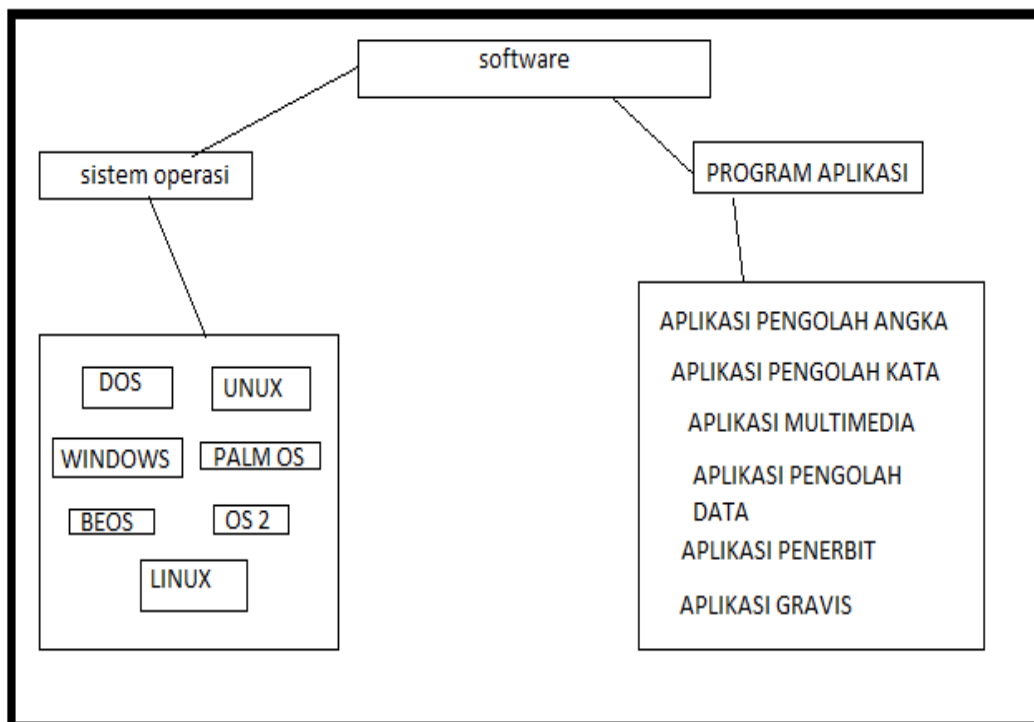 software
sistem operasi
PROGRAM APLIKASI
DOS
UNUX
WINDOWS
PALM OS
BEOS
OS 2
LINUX
APLIKASI PENGOLAH ANGKA
APLIKASI PENGOLAH KATA
APLIKASI MULTIMEDIA
APLIKASI PENGOLAH
DATA
APLIKASI PENERBIT
APLIKASI GRAVIS